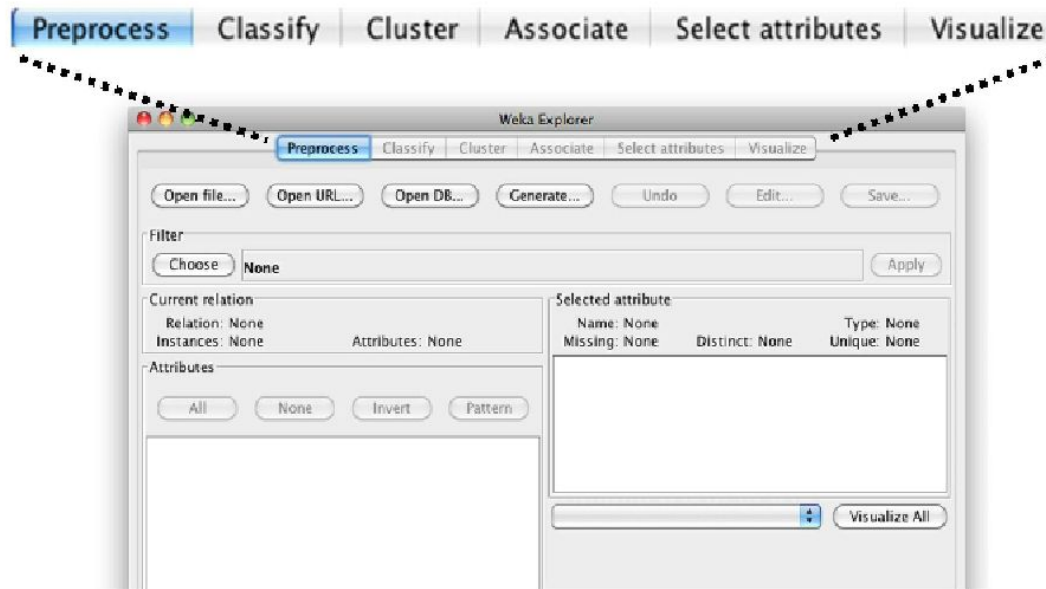 Preprocess Classify Cluster Associate Select attributes Visualize
Weka Explorer
Preprocess Classify Cluster Associate Select attributes Visualize
Open file... Open URL... Open DB... Generate... Undo Edit... Save...
Filter
Choose None Apply
Current relation
Relation: None
Instances: None Attributes: None
Selected attribute
Name: None Type: None
Missing: None Distinct: None Unique: None
Attributes
All None Invert Pattern
Visualize All